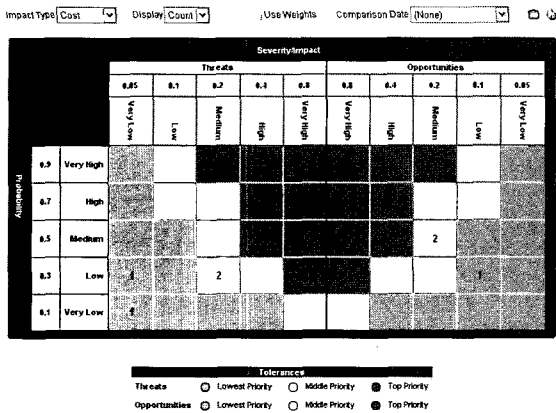 Impact Type Cost Display Count Use Weights Comparison Date (None)
Severity/Impact
Threats Opportunities
0.05 0.1 0.2 0.4 0.8 0.8 0.4 0.2 0.1 0.05
Very Low Low Medium High Very High Very High High Medium Low Very Low
Probability
0.9 Very High
0.7 High
0.5 Medium 2
0.3 Low 1 2 1
0.1 Very Low 1
Tolerances
Threats Lowest Priority Middle Priority Top Priority
Opportunities Lowest Priority Middle Priority Top Priority